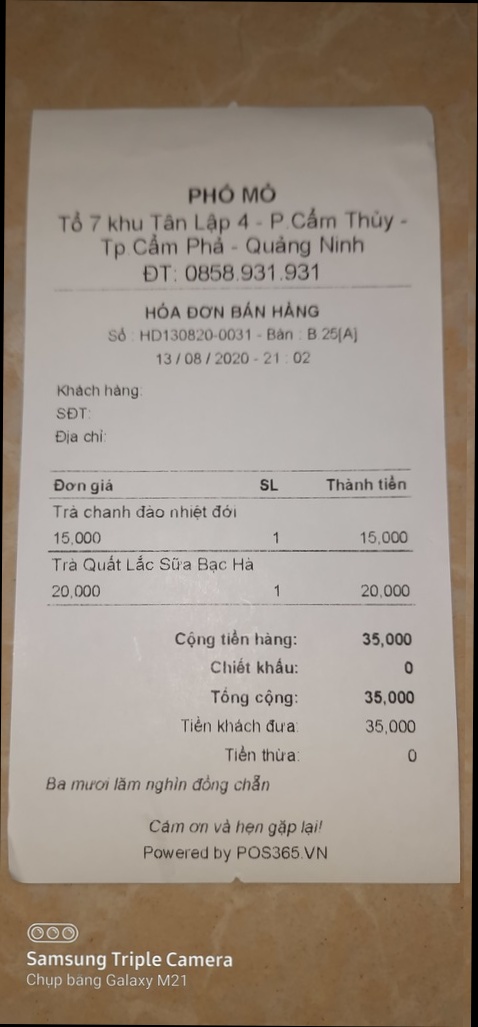 PHỐ MỎ
Tổ 7 khu Tân Lập 4 - P.Cẩm Thủy -
Tp Cẩm Phả - Quảng Ninh
ĐT: 0858.931.931
HÓA ĐƠN BÁN HÀNG
Số : HD130820-0031 - Bàn : B.25[A]
13 / 08 / 2020 - 21 : 02
Khách hàng:
SĐT:
Địa chỉ:
Đơn giá SL Thành tiền
Trà chanh đào nhiệt đới
15,000 1 15,000
Trà Quất Lắc Sữa Bạc Hà
20,000 1 20,000
Cộng tiền hàng: 35,000
Chiết khấu: 0
Tổng cộng: 35,000
Tiền khách đưa: 35,000
Tiền thừa: 0
Ba mươi lăm nghìn đồng chẵn
Cảm ơn và hẹn gặp lại!
Powered by POS365.VN
Samsung Triple Camera
Chụp bằng Galaxy M21